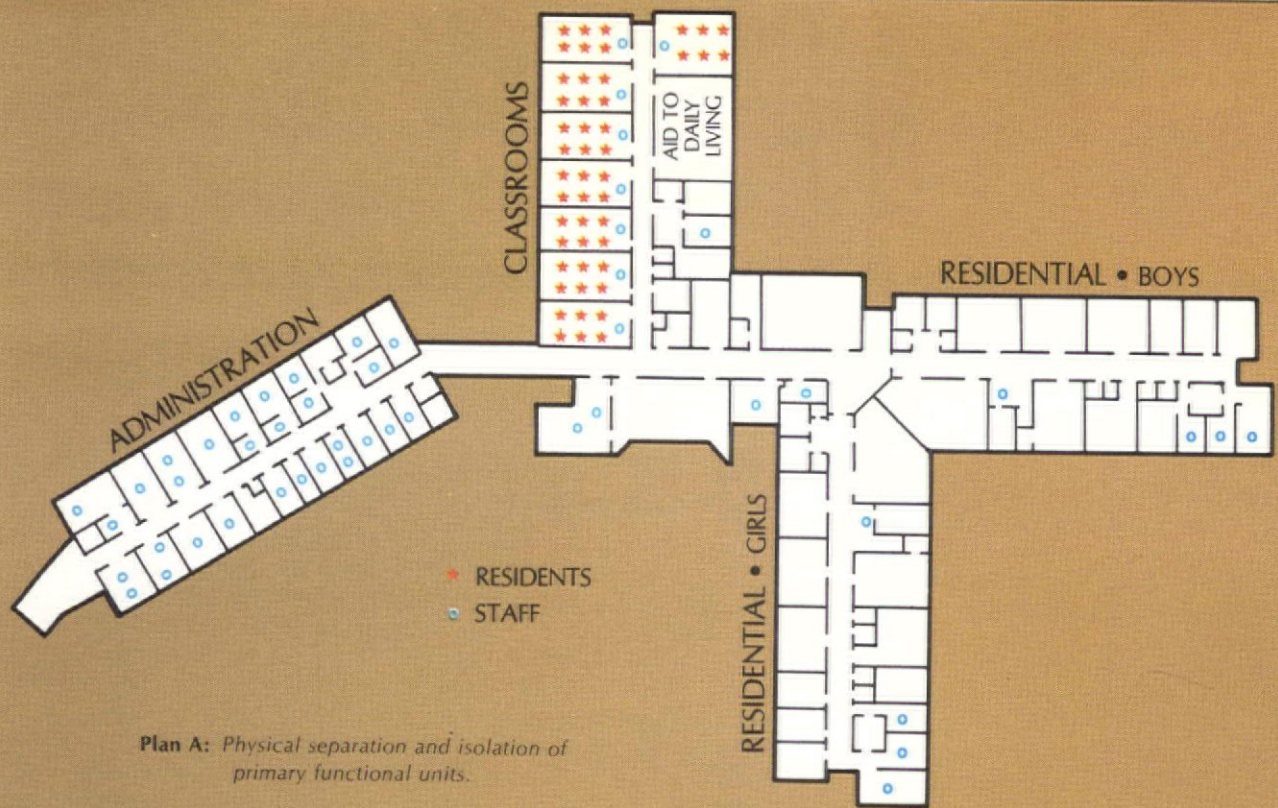 CLASSROOMS
AID TO
DAILY
LIVING
RESIDENTIAL • BOYS
ADMINISTRATION
RESIDENTIAL • GIRLS
RESIDENTS
STAFF
Plan A: Physical separation and isolation of
primary functional units.